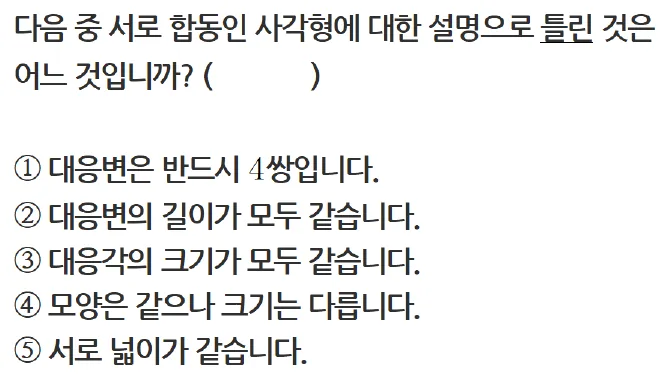 다음 중 서로 합동인 사각형에 대한 설명으로 틀린 것은
어느 것입니까? (          )
① 대응변은 반드시 4쌍입니다.
② 대응변의 길이가 모두 같습니다.
③ 대응각의 크기가 모두 같습니다.
④ 모양은 같으나 크기는 다릅니다.
⑤ 서로 넓이가 같습니다.